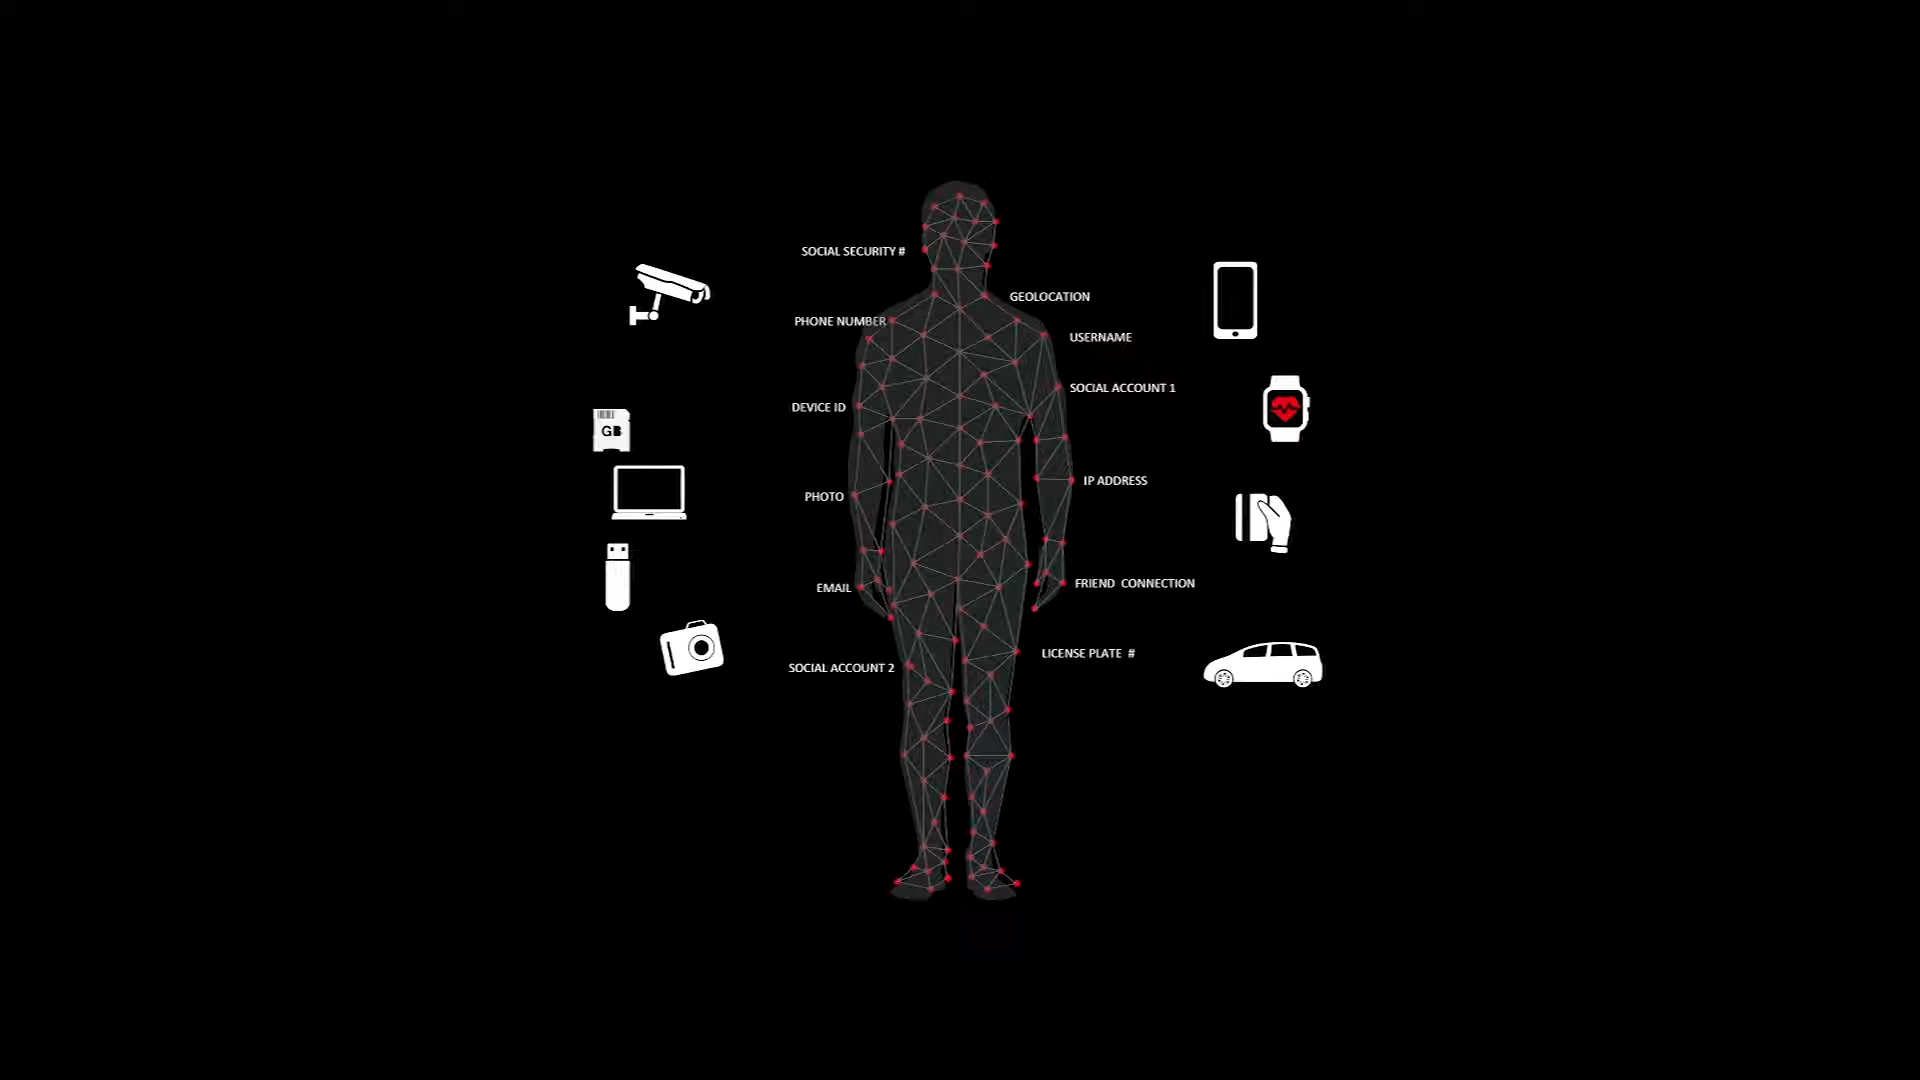 SOCIAL SECURITY #
GEOLOCATION
PHONE NUMBER
USERNAME
SOCIAL ACCOUNT 1
DEVICE ID
GB
IP ADDRESS
PHOTO
FRIEND CONNECTION
EMAIL
LICENSE PLATE #
SOCIAL ACCOUNT 2